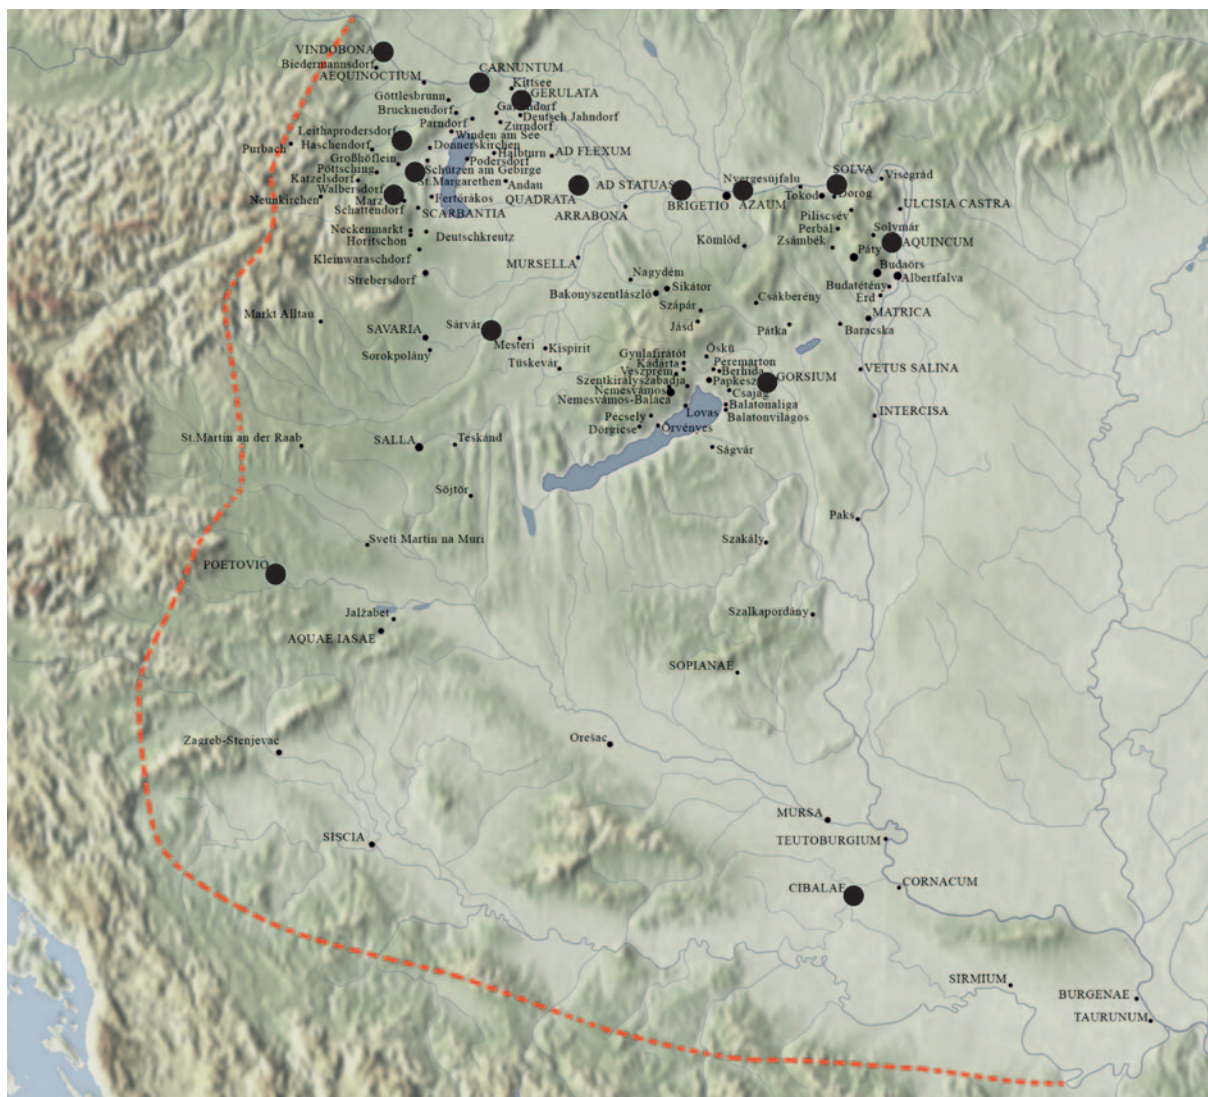 VINDOBONA
Biedermannsdorf
AEQUINOCTIUM
CARNUNTUM
Kittsee
GERULATA
Göttlesbrunn
Bruckneudorf
Deutsch Jahndorf
Parndorf
Zurndorf
Leithaprodersdorf
Winden am See
Purbach
Haschendorf
Donnerskirchen
Halbturn
AD FLEXUM
Großhöflein
Podersdorf
Pöttsching
Schützen am Gebirge
Katzelsdorf
St.Margarethen
Andau
Walbersdorf
Neunkirchen
Marz
Fertőrákos
QUADRATA
AD STATUAS
Schattendorf
SCARBANTIA
ARRABONA
BRIGETIO
AZAUM
Nyergesújfalu
SOLVA
Visegrád
Tokod
Dorog
ULCISIA CASTRA
Piliscsév
Perbál
Solymár
Zsámbék
AQUINCUM
Páty
Neckenmarkt
Horitschon
Deutschkreutz
Kömlőd
Kleinwaraschdorf
MURSELLA
Budaörs
Albertfalva
Strebersdorf
Nagydém
Budatétény
Sikátor
Érd
Bakonyszentlászló
Csákberény
Szápár
MATRICA
Markt Alltau
Jásd
Pátka
Baracska
SAVARIA
Sárvár
Mesteri
Kispirit
Sorokpolány
Tüskevár
Gyulafirátót
Öskü
Kádárta
Peremarton
Veszprém
Berhida
VETUS SALINA
Szentkirályszabadja
Papkeszi
GORSIUM
Nemesvámos
Csajág
Nemesvámos-Balaca
Balatonaliga
Lovas
Balatonvilágos
INTERCISA
Pécsely
Dörgicse
Örvényes
St.Martin an der Raab
SALLA
Teskánd
Ságvár
Söjtör
Paks
Sveti Martin na Muri
Szakály
POETOVIO
Jalžabet
Szalkapordány
AQUAE IASAE
SOPIANAE
Zagreb-Stenjevac
Orešac
MURSA
SISCIA
TEUTOBURGIUM
CIBALAE
CORNACUM
SIRMIUM
BURGENAE
TAURUNUM